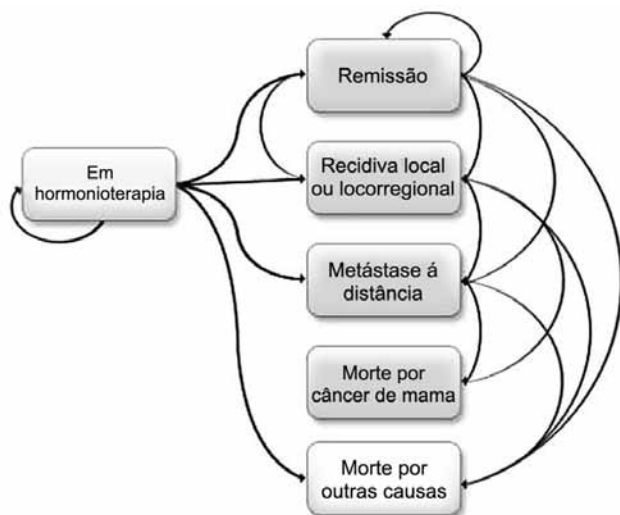 Remissão
Em
hormonioterapia
Recidiva local
ou locorregional
Metástase á
distância
Morte por
câncer de mama
Morte por
outras causas